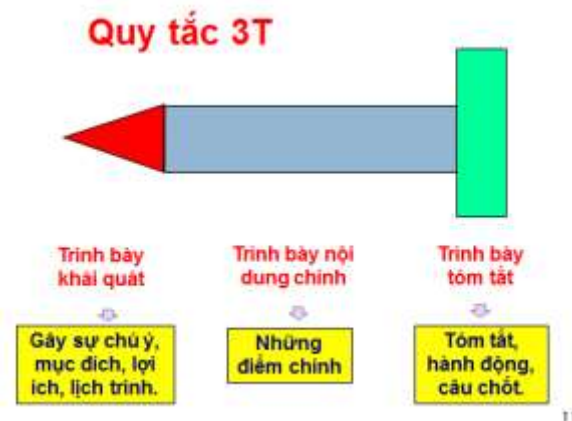 Quy tắc 3T
Trình bày
khái quát
Trình bày nội
dung chính
Trình bày
tóm tắt
Gây sự chú ý,
mục đích, lợi
ích, lịch trình.
Những
điểm chính
Tóm tắt,
hành động,
câu chốt.